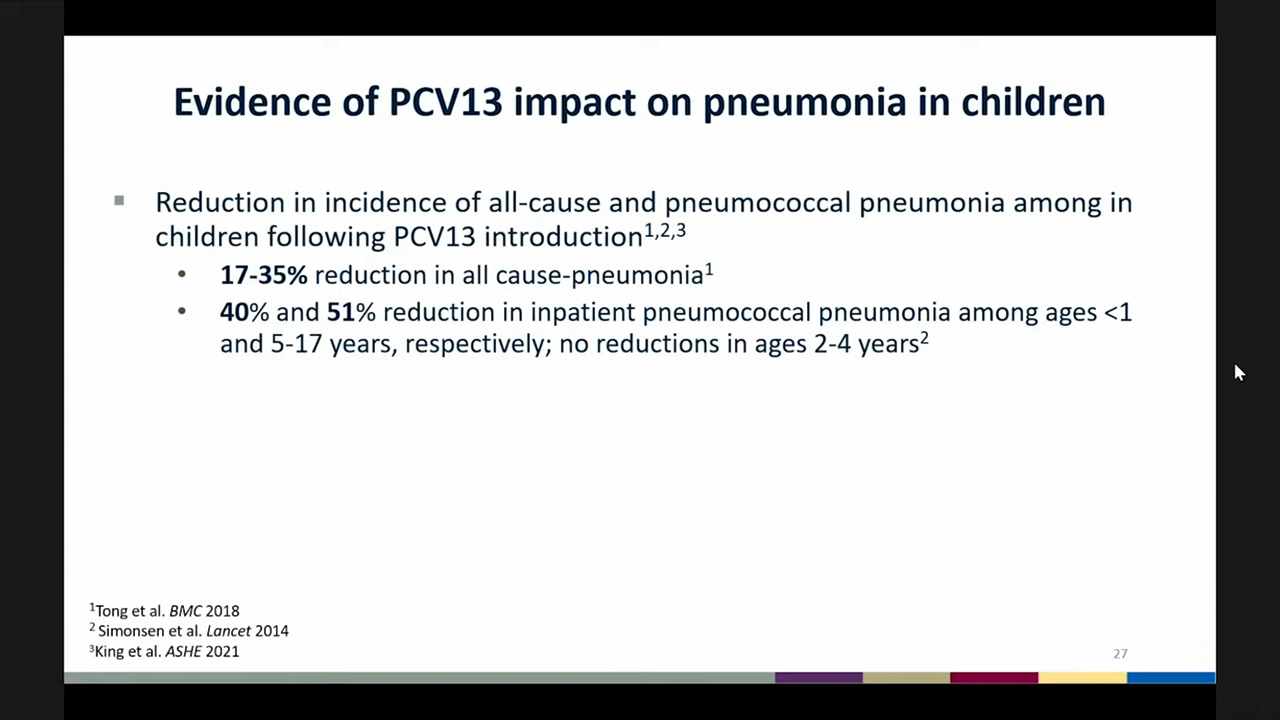 Evidence of PCV13 impact on pneumonia in children
▪ Reduction in incidence of all-cause and pneumococcal pneumonia among in
children following PCV13 introduction¹,²,³
• 17-35% reduction in all cause-pneumonia¹
• 40% and 51% reduction in inpatient pneumococcal pneumonia among ages <1
and 5-17 years, respectively; no reductions in ages 2-4 years²
¹Tong et al. BMC 2018
² Simonsen et al. Lancet 2014
³King et al. ASHE 2021
27